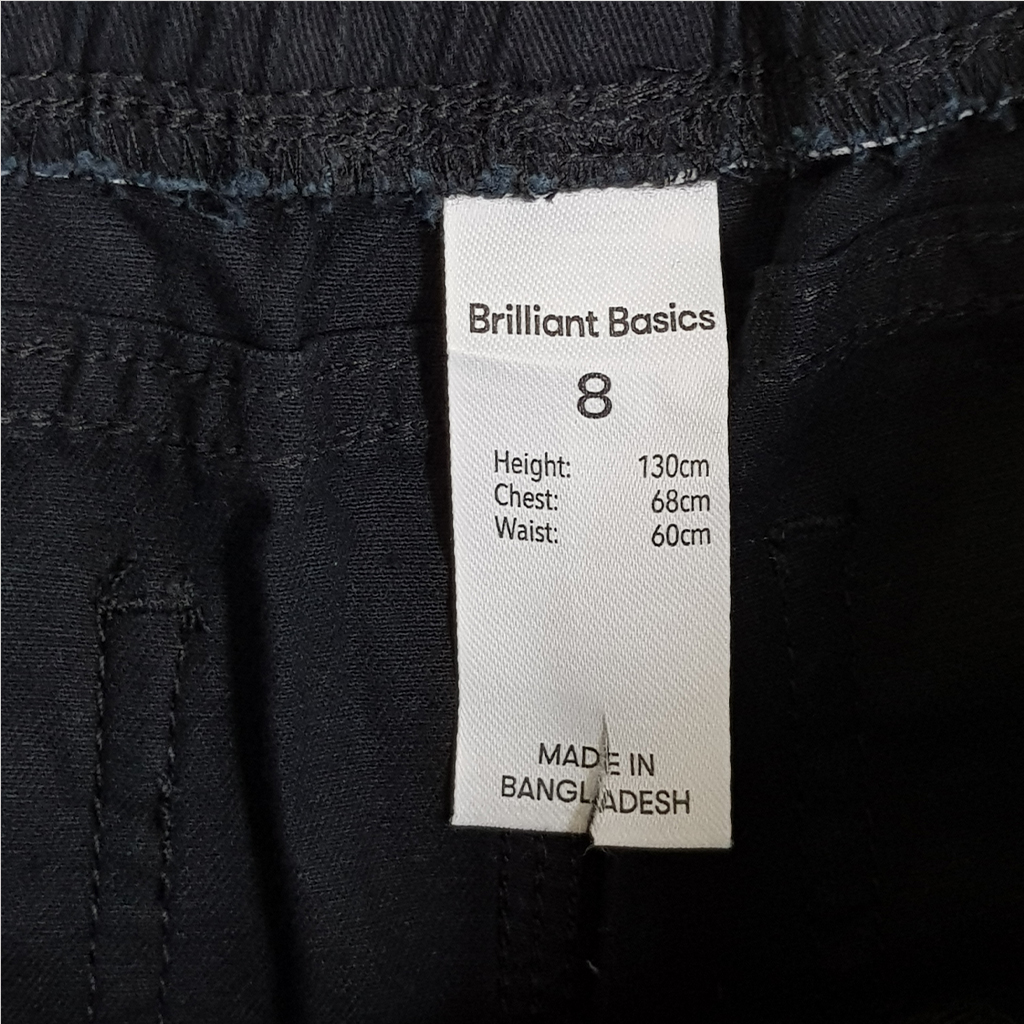 Brilliant Basics
8
Height: 130cm
Chest: 68cm
Waist: 60cm
MADE IN
BANGLADESH